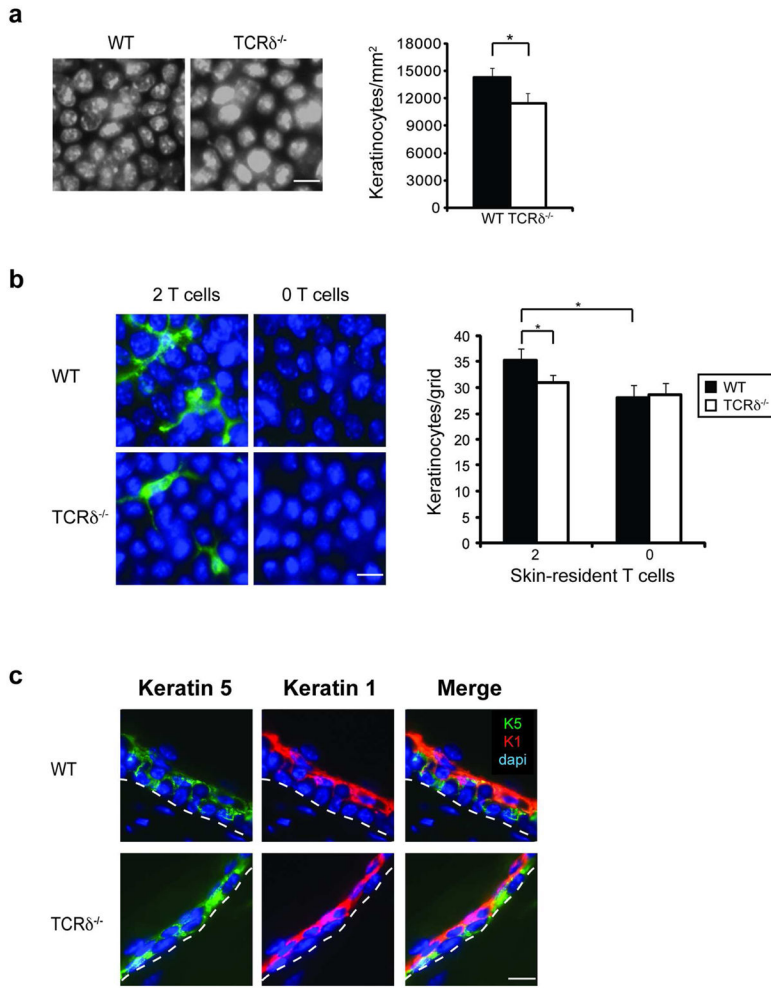 a
WT TCRδ-/-
Keratinocytes/mm²
18000
15000
12000
9000
6000
3000
0
WT TCRδ-/-
*
b
2 T cells 0 T cells
WT
TCRδ-/-
Keratinocytes/grid
40
35
30
25
20
15
10
5
0
*
*
2 0
Skin-resident T cells
WT
TCRδ-/-
c
Keratin 5 Keratin 1 Merge
WT
K5
K1
dapi
TCRδ-/-